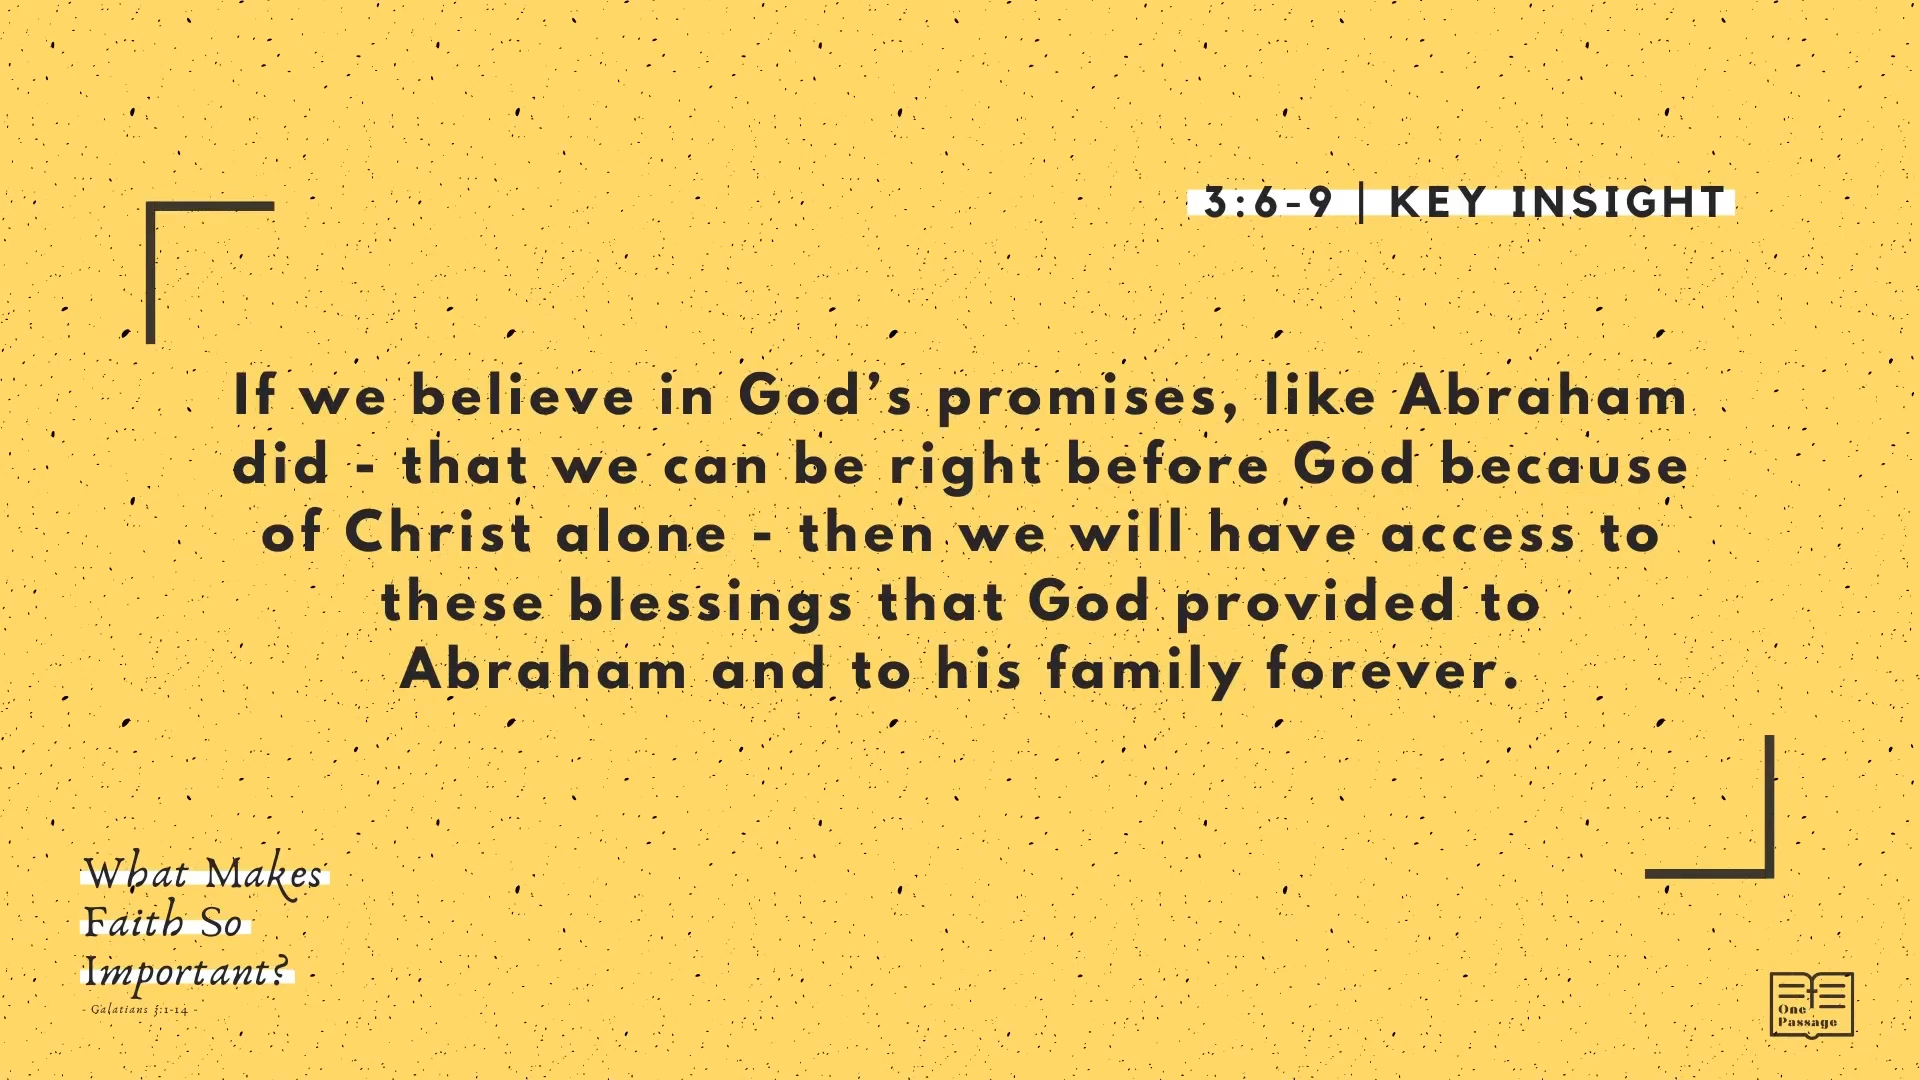 3:6-9 | KEY INSIGHT
If we believe in God’s promises, like Abraham
did - that we can be right before God because
of Christ alone - then we will have access to
these blessings that God provided to
Abraham and to his family forever.
What Makes
Faith So
Important?
- Galatians 3:1-14 -
One
Passage